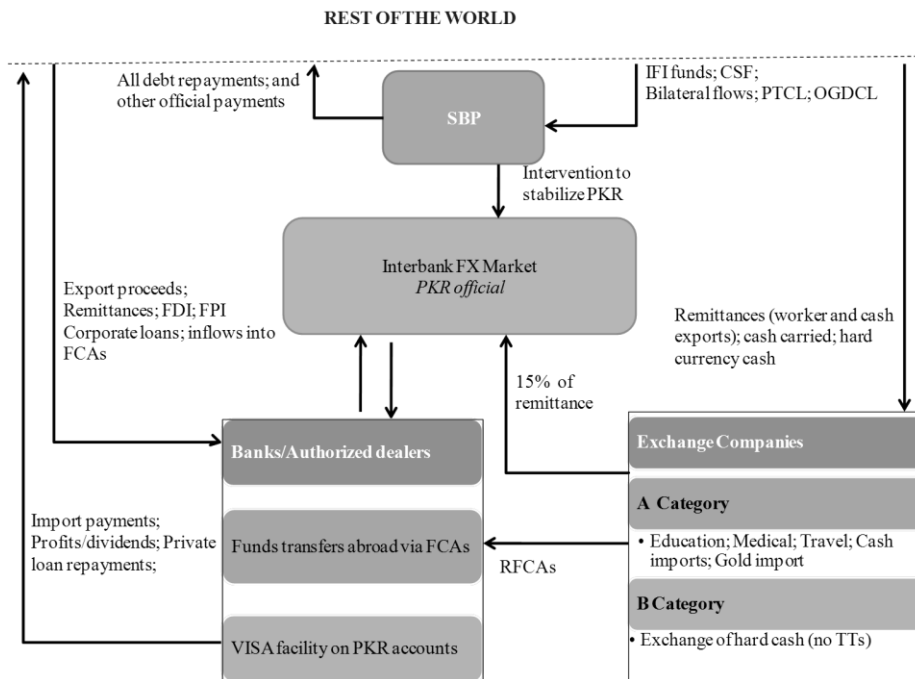 REST OF THE WORLD
All debt repayments; and
other official payments
SBP
IFI funds; CSF;
Bilateral flows; PTCL; OGDCL
Intervention to
stabilize PKR
Interbank FX Market
PKR official
Export proceeds;
Remittances; FDI; FPI
Corporate loans; inflows into
FCAs
Remittances (worker and cash
exports); cash carried; hard
currency cash
15% of
remittance
Banks/Authorized dealers
Exchange Companies
Import payments;
Profits/dividends; Private
loan repayments;
Funds transfers abroad via FCAs
RFCAs
A Category
• Education; Medical; Travel; Cash
imports; Gold import
B Category
VISA facility on PKR accounts
• Exchange of hard cash (no TTs)